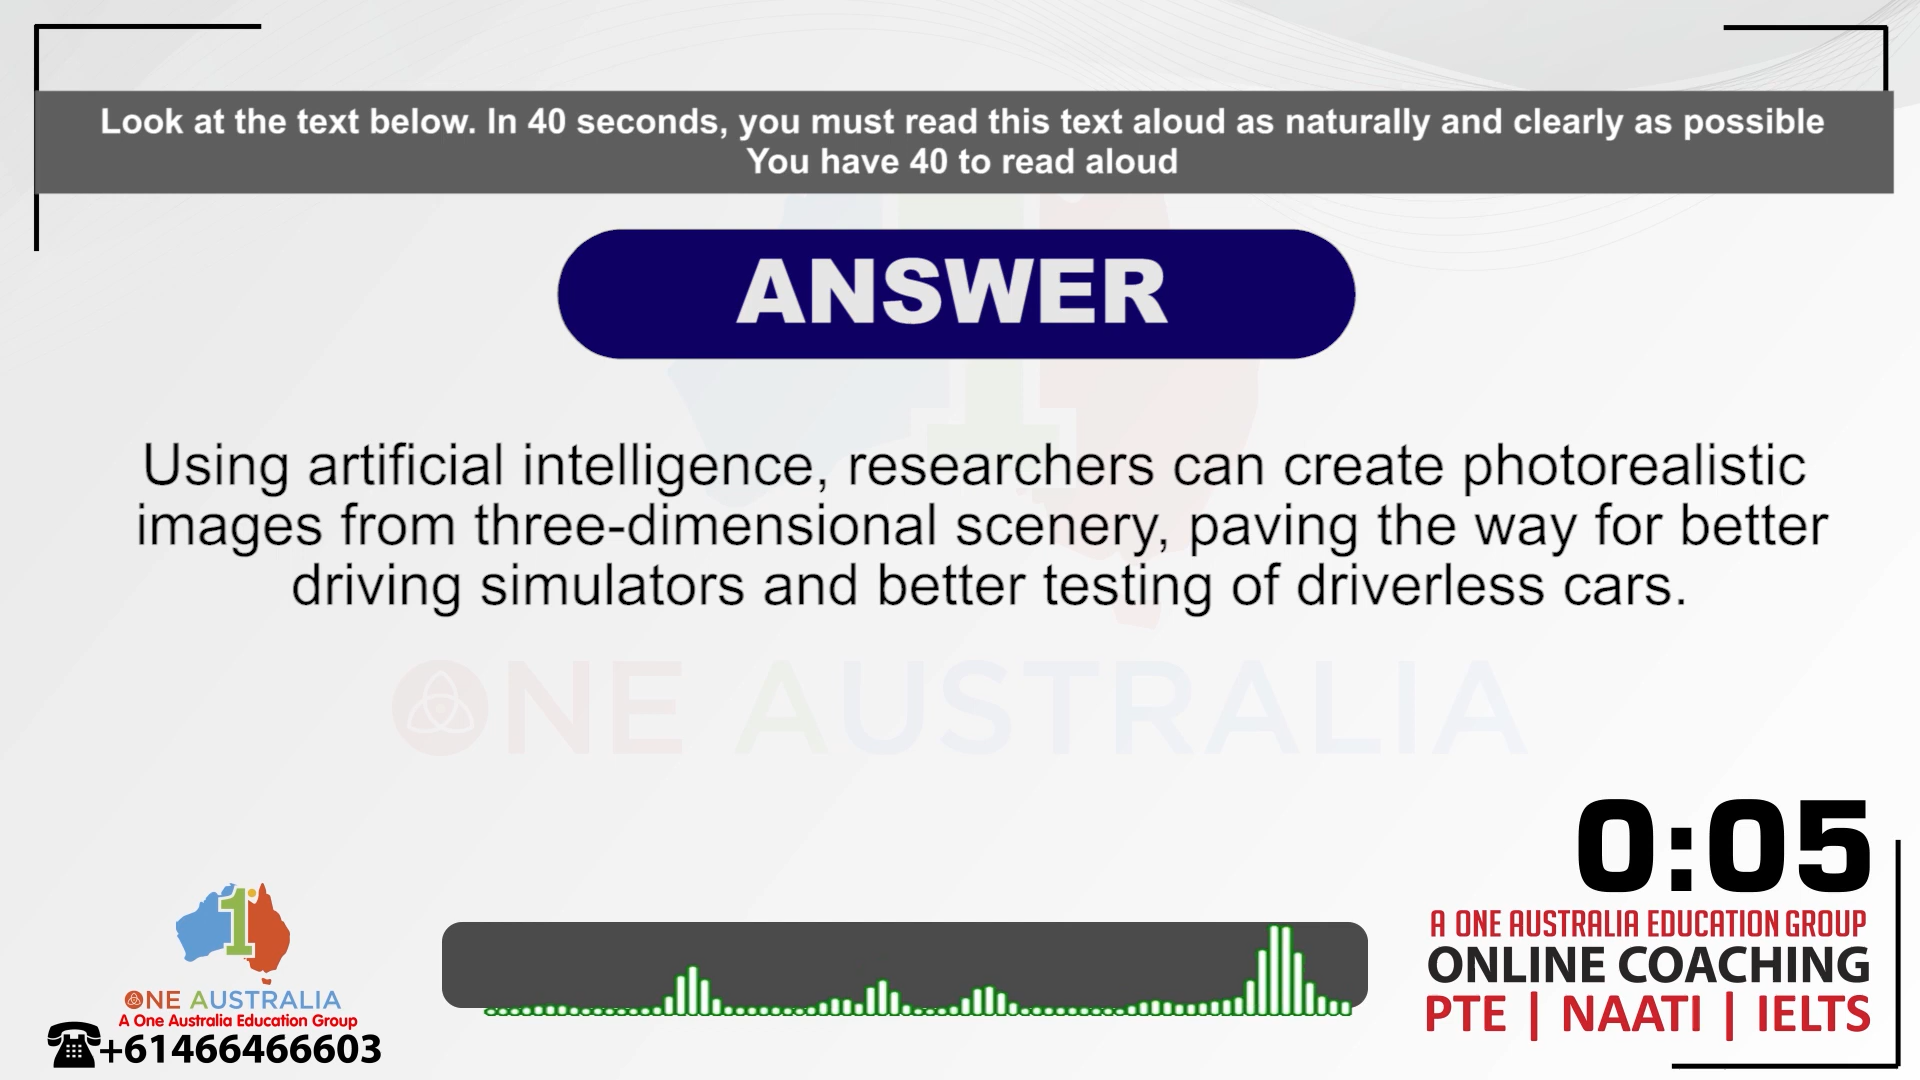 Look at the text below. In 40 seconds, you must read this text aloud as naturally and clearly as possible
You have 40 to read aloud
ANSWER
Using artificial intelligence, researchers can create photorealistic
images from three-dimensional scenery, paving the way for better
driving simulators and better testing of driverless cars.
ONE AUSTRALIA
0:05
A ONE AUSTRALIA EDUCATION GROUP
ONLINE COACHING
PTE | NAATI | IELTS
1
ONE AUSTRALIA
A One Australia Education Group
+61466466603